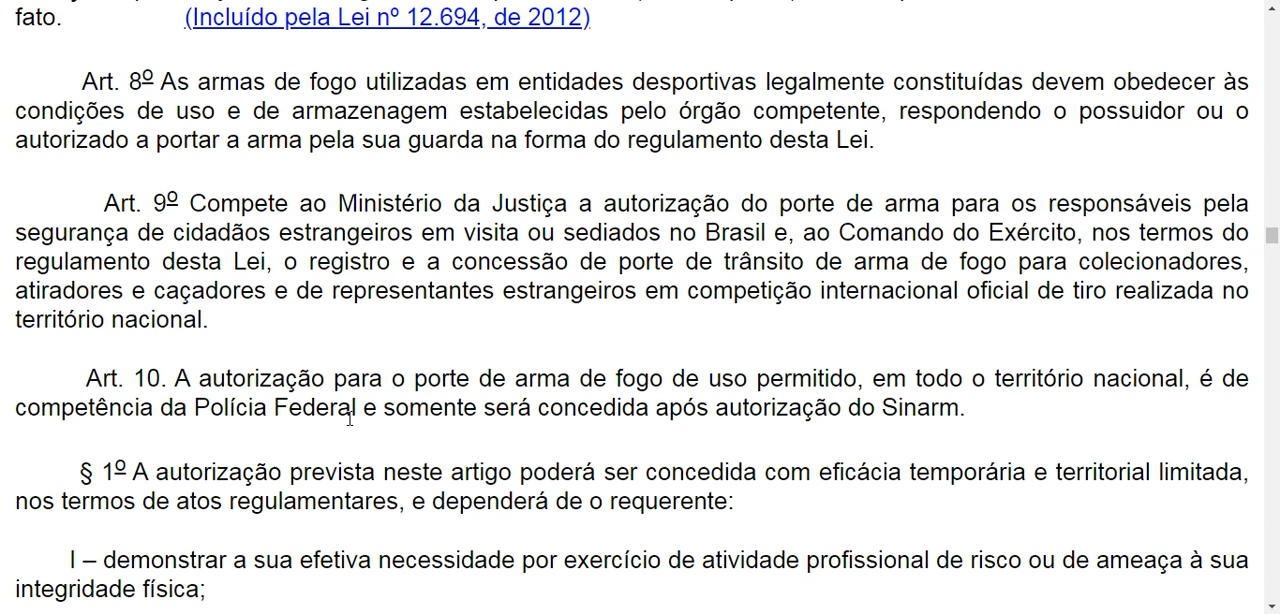 fato. (Incluído pela Lei nº 12.694, de 2012)
Art. 8º As armas de fogo utilizadas em entidades desportivas legalmente constituídas devem obedecer às
condições de uso e de armazenagem estabelecidas pelo órgão competente, respondendo o possuidor ou o
autorizado a portar a arma pela sua guarda na forma do regulamento desta Lei.
Art. 9º Compete ao Ministério da Justiça a autorização do porte de arma para os responsáveis pela
segurança de cidadãos estrangeiros em visita ou sediados no Brasil e, ao Comando do Exército, nos termos do
regulamento desta Lei, o registro e a concessão de porte de trânsito de arma de fogo para colecionadores,
atiradores e caçadores e de representantes estrangeiros em competição internacional oficial de tiro realizada no
território nacional.
Art. 10. A autorização para o porte de arma de fogo de uso permitido, em todo o território nacional, é de
competência da Polícia Federal e somente será concedida após autorização do Sinarm.
§ 1º A autorização prevista neste artigo poderá ser concedida com eficácia temporária e territorial limitada,
nos termos de atos regulamentares, e dependerá de o requerente:
I – demonstrar a sua efetiva necessidade por exercício de atividade profissional de risco ou de ameaça à sua
integridade física;